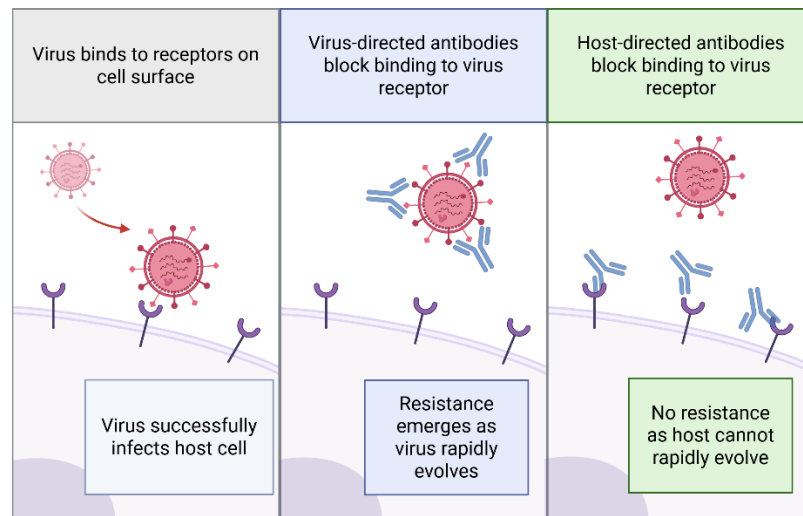 Virus binds to receptors on
cell surface
Virus-directed antibodies
block binding to virus
receptor
Host-directed antibodies
block binding to virus
receptor
Virus successfully
infects host cell
Resistance
emerges as
virus rapidly
evolves
No resistance
as host cannot
rapidly evolve